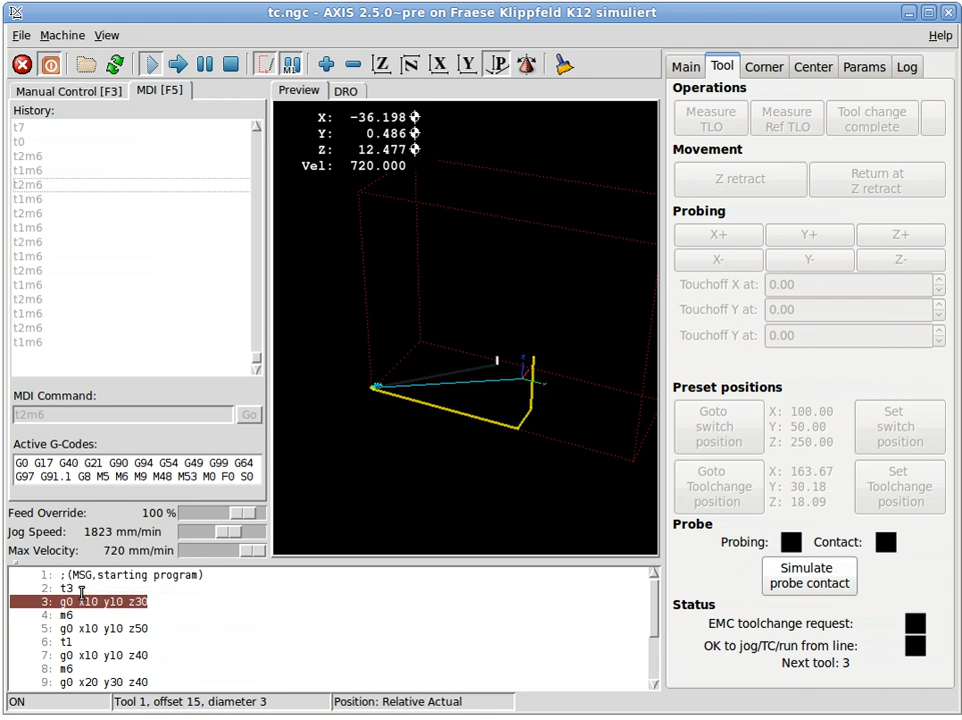 tc.ngc - AXIS 2.5.0~pre on Fraese Klippfeld K12 simuliert
File Machine View Help
Manual Control [F3] MDI [F5]
History:
t7
t0
t2m6
t1m6
t2m6
t1m6
t2m6
t1m6
t2m6
t1m6
t2m6
t1m6
t2m6
t1m6
t2m6
t1m6
MDI Command:
t2m6 Go
Active G-Codes:
G0 G17 G40 G21 G90 G94 G54 G49 G99 G64
G97 G91.1 G8 M5 M6 M9 M48 M53 M0 F0 S0
Feed Override: 100 %
Jog Speed: 1823 mm/min
Max Velocity: 720 mm/min
Preview DRO
X: -36.198
Y: 0.486
Z: 12.477
Vel: 720.000
Main Tool Corner Center Params Log
Operations
Measure TLO
Measure Ref TLO
Tool change complete
Movement
Z retract
Return at Z retract
Probing
X+ Y+ Z+
X- Y- Z-
Touchoff X at: 0.00
Touchoff Y at: 0.00
Touchoff Y at: 0.00
Preset positions
Goto switch position
X: 100.00
Y: 50.00
Z: 250.00
Set switch position
Goto Toolchange position
X: 163.67
Y: 30.18
Z: 18.09
Set Toolchange position
Probe
Probing: Contact:
Simulate probe contact
Status
EMC toolchange request:
OK to jog/TC/run from line:
Next tool: 3
1: ;(MSG,starting program)
2: t3
3: g0 x10 y10 z30
4: m6
5: g0 x10 y10 z50
6: t1
7: g0 x10 y10 z40
8: m6
9: g0 x20 y30 z40
ON Tool 1, offset 15, diameter 3 Position: Relative Actual